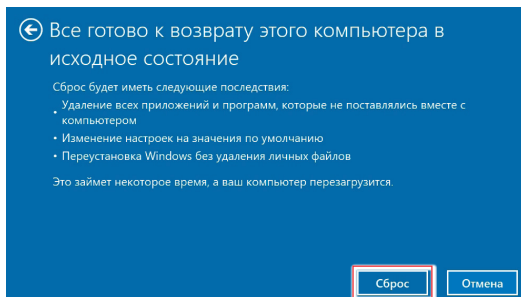 Все готово к возврату этого компьютера в
исходное состояние
Сброс будет иметь следующие последствия:
• Удаление всех приложений и программ, которые не поставлялись вместе с
компьютером
• Изменение настроек на значения по умолчанию
• Переустановка Windows без удаления личных файлов
Это займет некоторое время, а ваш компьютер перезагрузится.
Сброс Отмена